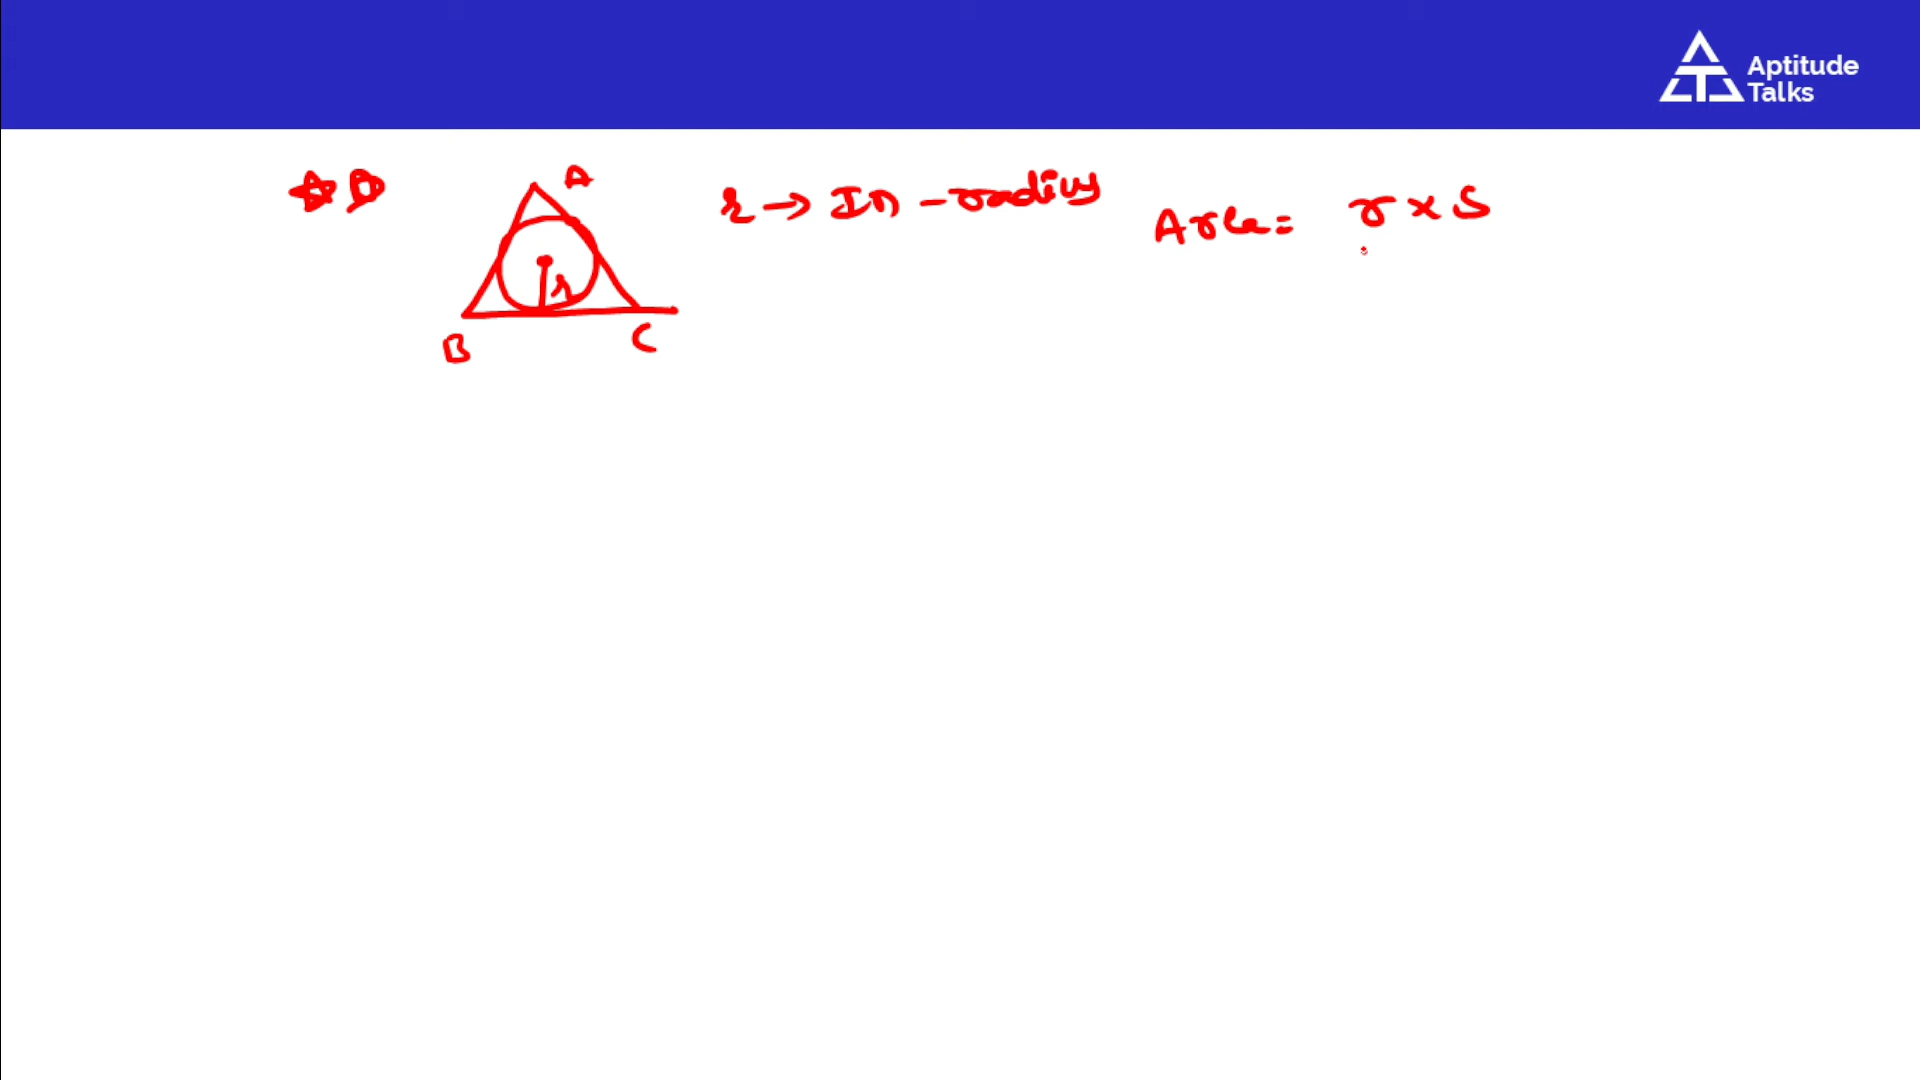 Aptitude
Talks
A
r → In - radius
Area = r × S
r
B
C